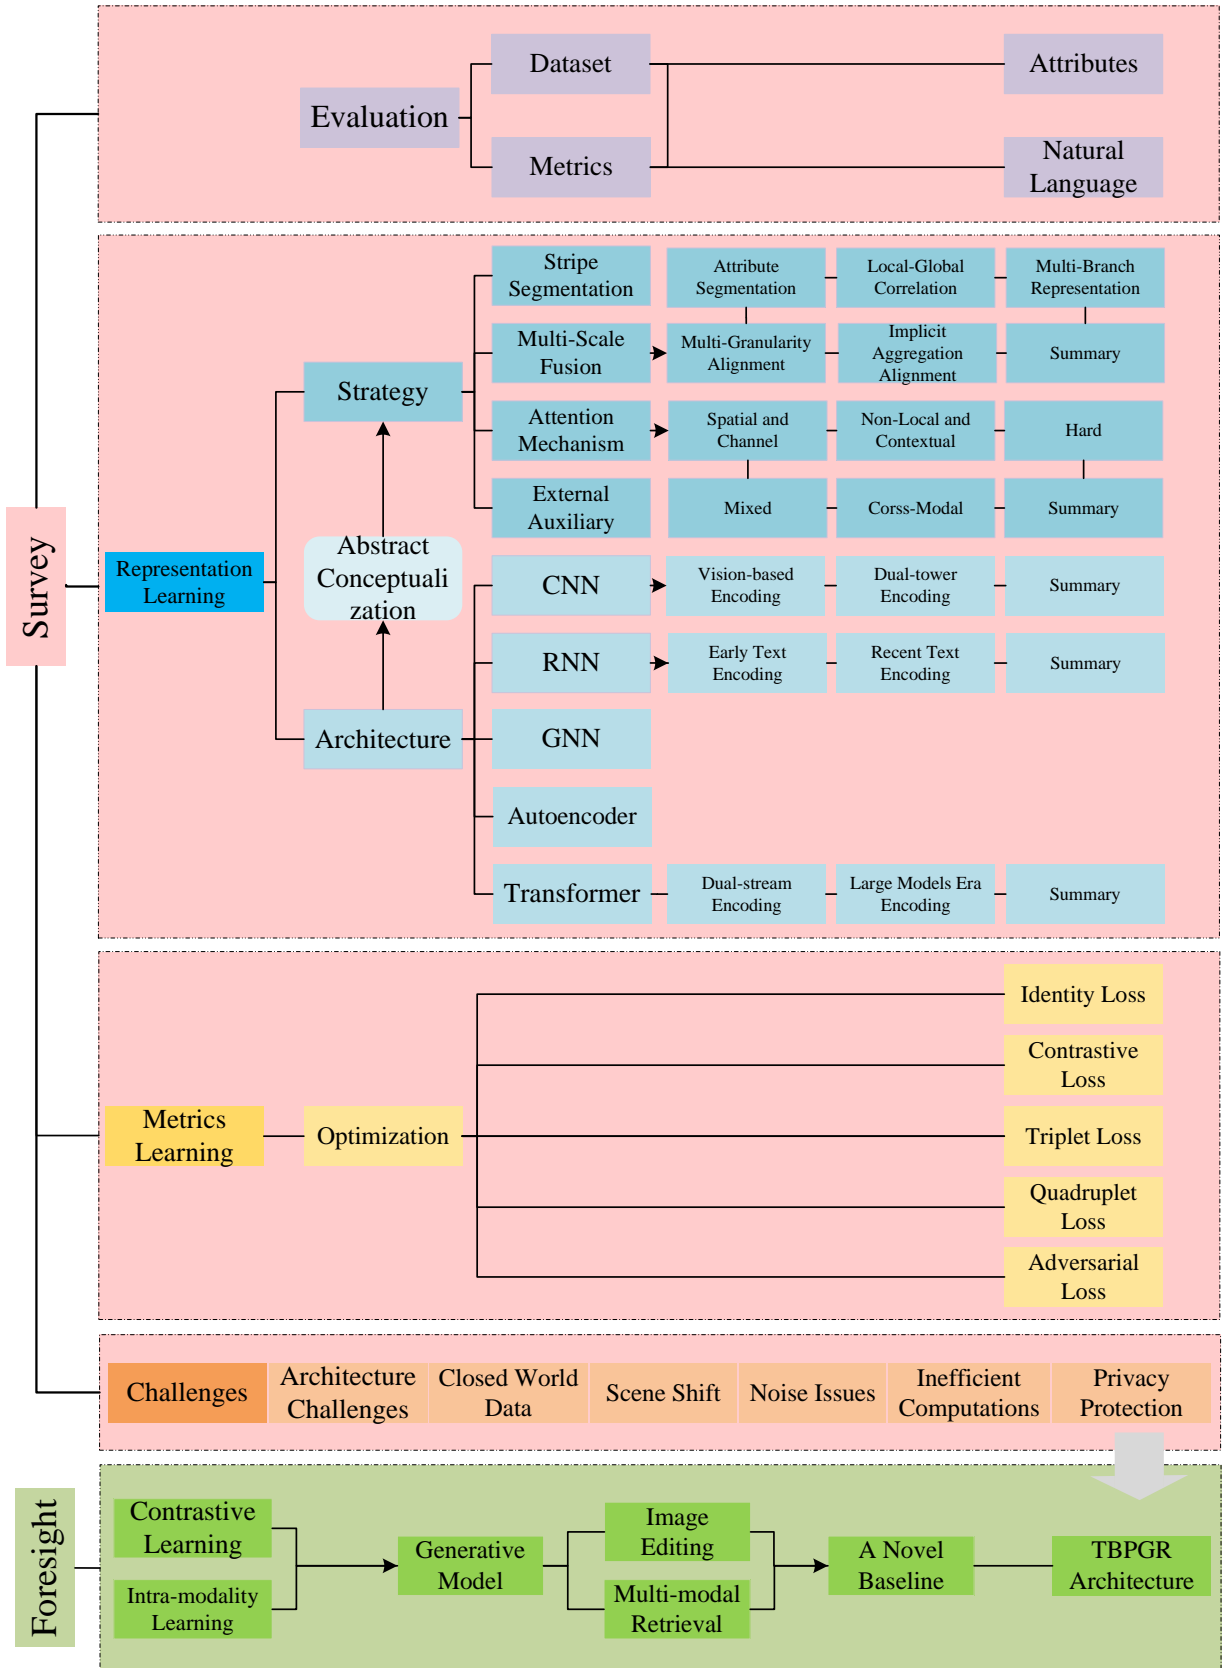 Survey
Evaluation
Dataset
Attributes
Metrics
Natural
Language
Representation
Learning
Strategy
Stripe
Segmentation
Attribute
Segmentation
Local-Global
Correlation
Multi-Branch
Representation
Multi-Scale
Fusion
Multi-Granularity
Alignment
Implicit
Aggregation
Alignment
Summary
Attention
Mechanism
Spatial and
Channel
Non-Local and
Contextual
Hard
External
Auxiliary
Mixed
Corss-Modal
Summary
Abstract
Conceptuali
zation
Architecture
CNN
Vision-based
Encoding
Dual-tower
Encoding
Summary
RNN
Early Text
Encoding
Recent Text
Encoding
Summary
GNN
Autoencoder
Transformer
Dual-stream
Encoding
Large Models Era
Encoding
Summary
Metrics
Learning
Optimization
Identity Loss
Contrastive
Loss
Triplet Loss
Quadruplet
Loss
Adversarial
Loss
Challenges
Architecture
Challenges
Closed World
Data
Scene Shift
Noise Issues
Inefficient
Computations
Privacy
Protection
Foresight
Contrastive
Learning
Intra-modality
Learning
Generative
Model
Image
Editing
Multi-modal
Retrieval
A Novel
Baseline
TBPGR
Architecture